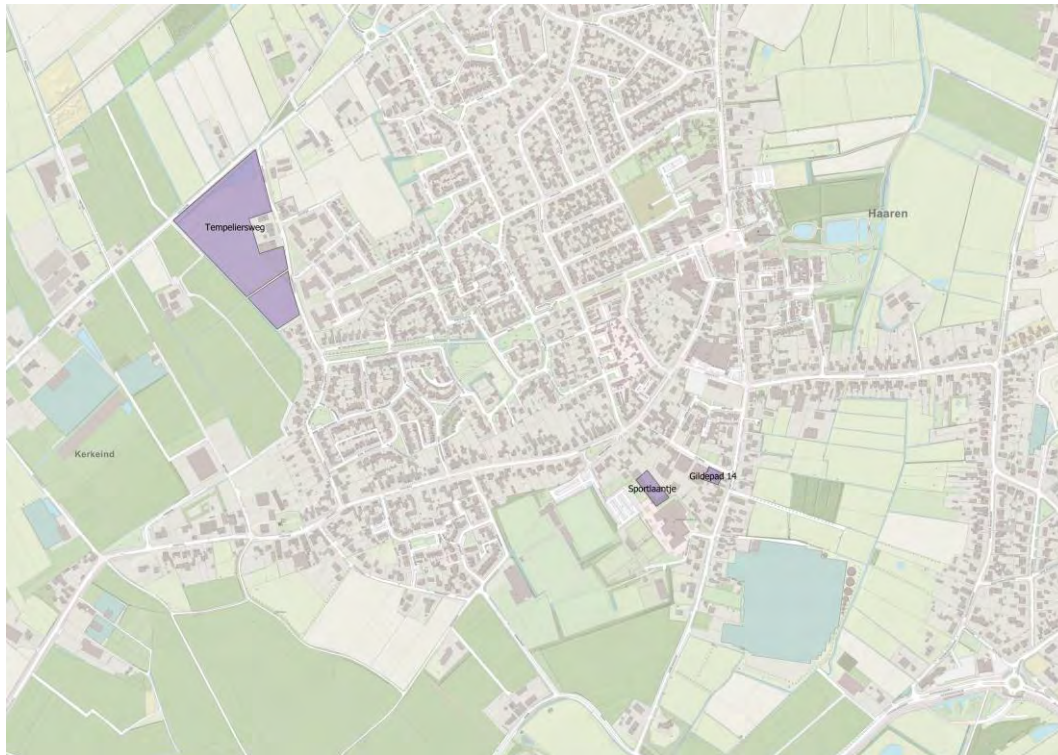 Tempeliersweg
Haaren
Kerkeind
Gildepad 14
Sportlaantje